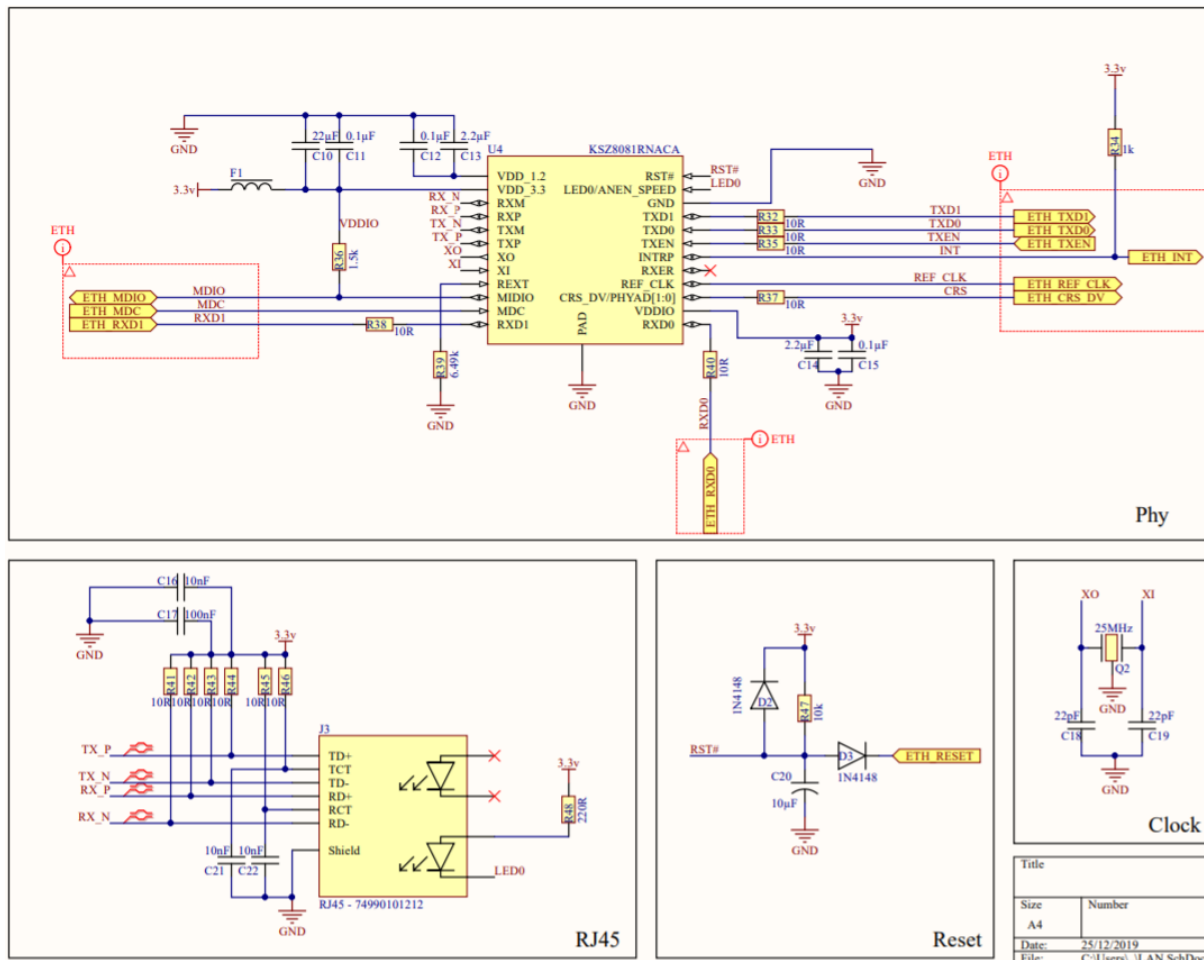 3.3v
R34
1k
GND
22µF
C10
0.1µF
C11
0.1µF
C12
2.2µF
C13
U4
KSZ8081RNACA
F1
3.3v
VDDIO
R36
1.5k
RX_N
RX_P
TX_N
TX_P
XO
XI
VDD_1.2
VDD_3.3
RXM
RXP
TXM
TXP
XO
XI
REXT
MIDIO
MDC
RXD1
PAD
RST#
LED0/ANEN_SPEED
GND
TXD1
TXD0
TXEN
INTRP
RXER
REF_CLK
CRS_DV/PHYAD[1:0]
VDDIO
RXD0
RST#
LED0
GND
ETH
i
ETH_MDIO
MDIO
ETH_MDC
MDC
ETH_RXD1
RXD1
R38
10R
R39
6.49k
GND
GND
R32
10R
R33
10R
R35
10R
TXD1
TXD0
TXEN
INT
REF_CLK
CRS
R37
10R
ETH
i
ETH_TXD1
ETH_TXD0
ETH_TXEN
ETH_INT
ETH_REF_CLK
ETH_CRS_DV
3.3v
2.2µF
C14
0.1µF
C15
GND
R40
10R
RXD0
i
ETH
ETH_RXD0
Phy
C16
10nF
C17
100nF
GND
3.3v
R41
R42
R43
R44
R45
R46
10R
10R
10R
10R
10R
10R
TX_P
TX_N
RX_P
RX_N
J3
TD+
TCT
TD-
RD+
RCT
RD-
Shield
3.3v
R48
220R
LED0
10nF
C21
10nF
C22
GND
RJ45 - 74990101212
RJ45
3.3v
1N4148
D2
R47
10k
RST#
D3
1N4148
ETH_RESET
C20
10µF
GND
Reset
XO
XI
25MHz
Q2
GND
22pF
C18
22pF
C19
GND
Clock
Title
Size
Number
A4
Date:
25/12/2019
File:
C:\Users\..\LAN.SchDoc